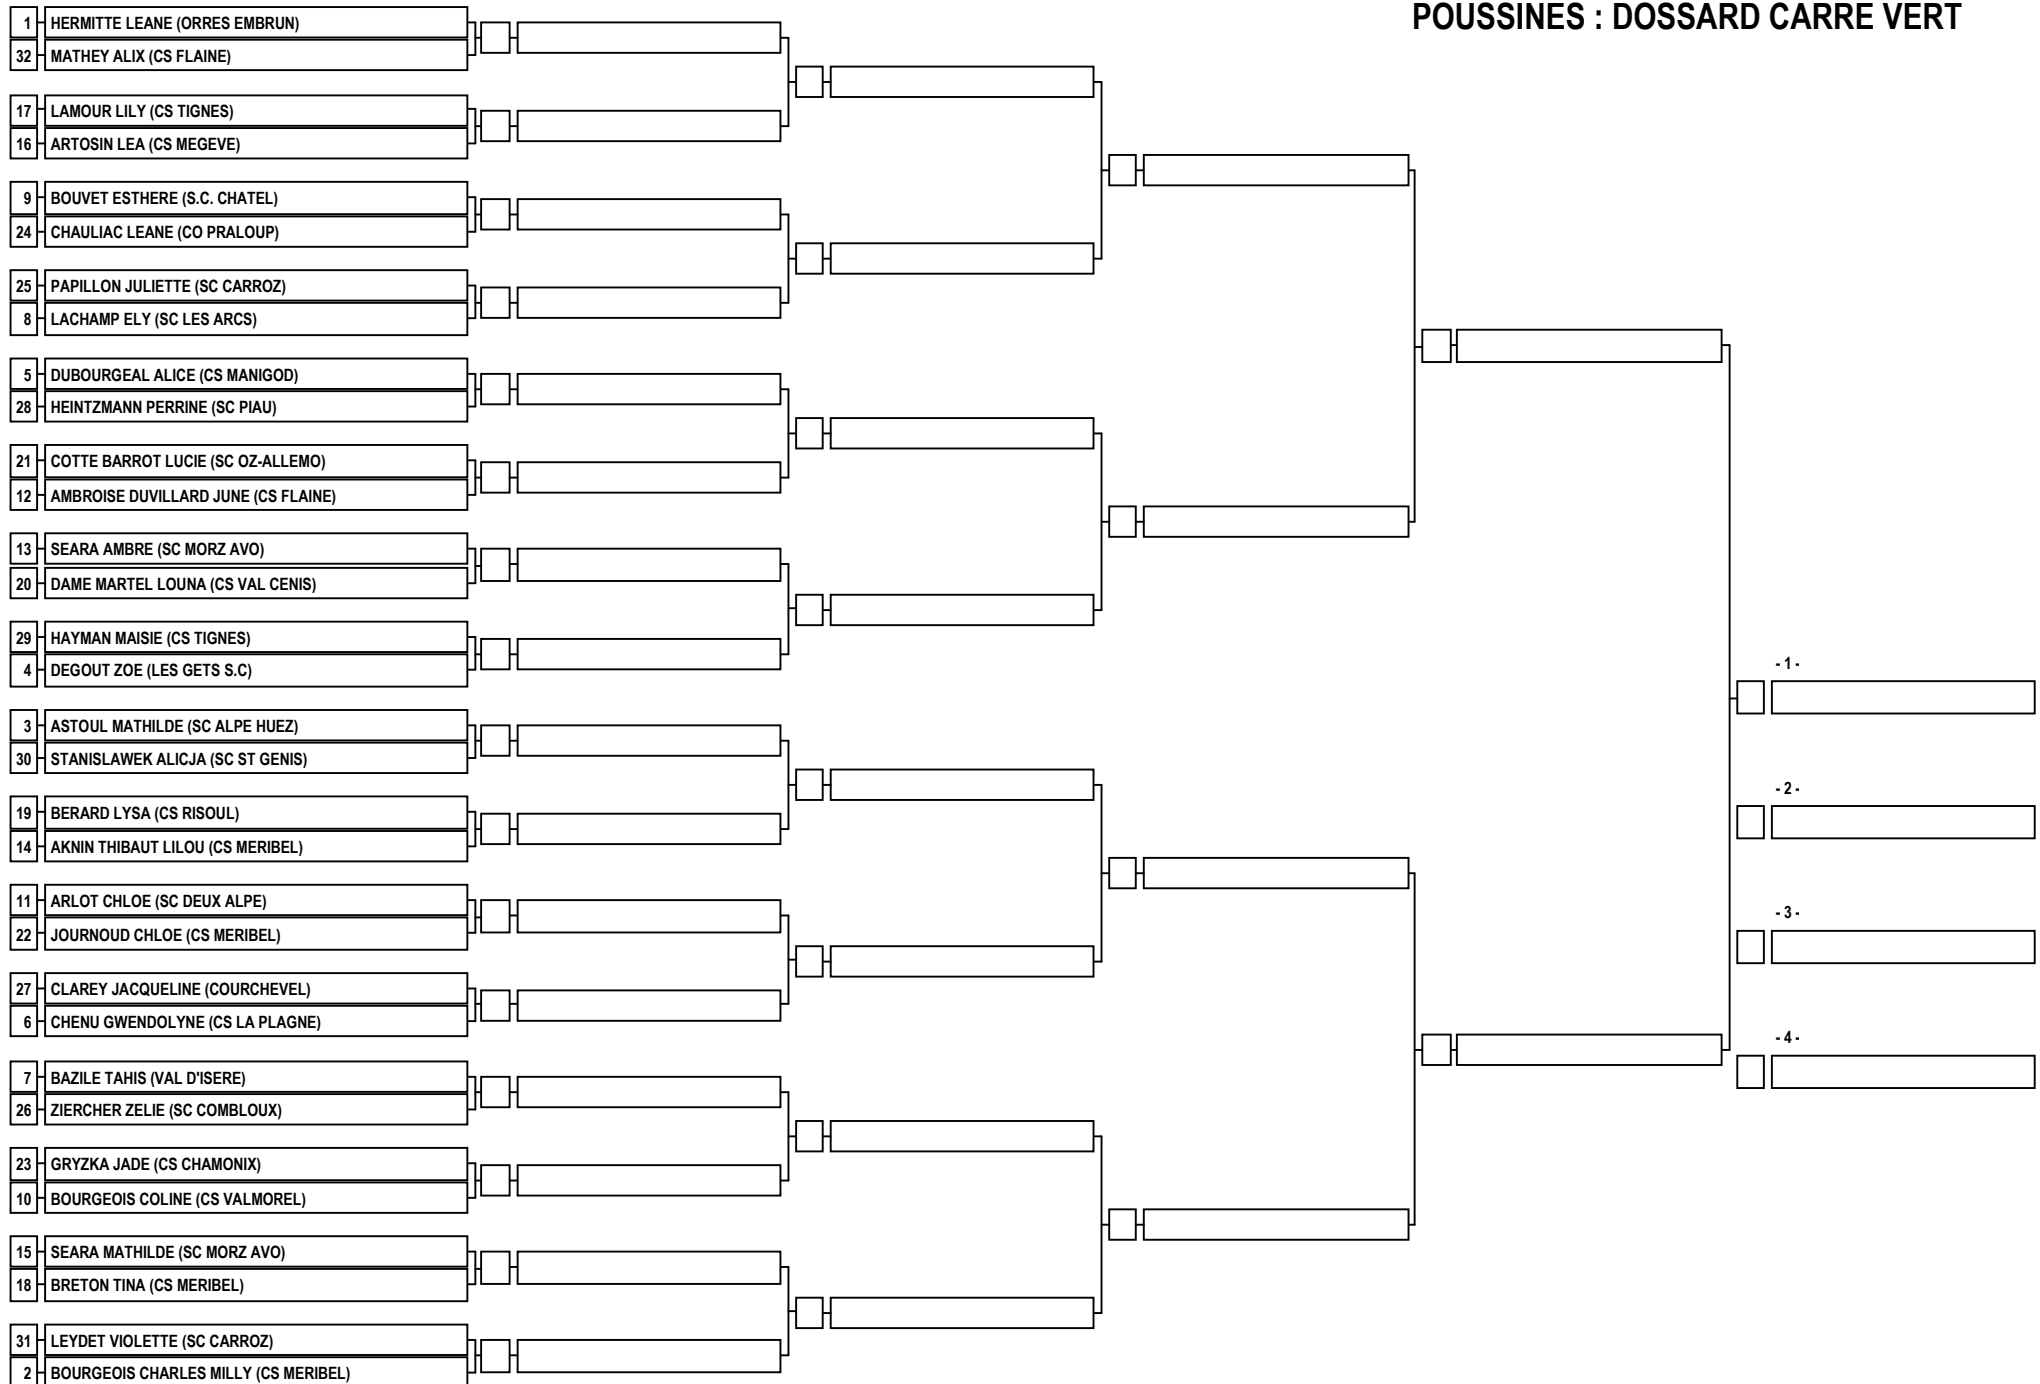 POUSSINES : DOSSARD CARRE VERT
1 HERMITTE LEANE (ORRES EMBRUN)
32 MATHEY ALIX (CS FLAINE)
17 LAMOUR LILY (CS TIGNES)
16 ARTOSIN LEA (CS MEGEVE)
9 BOUVET ESTHERE (S.C. CHATEL)
24 CHAULIAC LEANE (CO PRALOUP)
25 PAPILLON JULIETTE (SC CARROZ)
8 LACHAMP ELY (SC LES ARCS)
5 DUBOURGEAL ALICE (CS MANIGOD)
28 HEINTZMANN PERRINE (SC PIAU)
21 COTTE BARROT LUCIE (SC OZ-ALLEMO)
12 AMBROISE DUVILLARD JUNE (CS FLAINE)
13 SEARA AMBRE (SC MORZ AVO)
20 DAME MARTEL LOUNA (CS VAL CENIS)
29 HAYMAN MAISIE (CS TIGNES)
4 DEGOUT ZOE (LES GETS S.C)
3 ASTOUL MATHILDE (SC ALPE HUEZ)
30 STANISLAWEK ALICJA (SC ST GENIS)
19 BERARD LYSA (CS RISOUL)
14 AKNIN THIBAUT LILOU (CS MERIBEL)
11 ARLOT CHLOE (SC DEUX ALPE)
22 JOURNOUD CHLOE (CS MERIBEL)
27 CLAREY JACQUELINE (COURCHEVEL)
6 CHENU GWENDOLYNE (CS LA PLAGNE)
7 BAZILE TAHIS (VAL D'ISERE)
26 ZIERCHER ZELIE (SC COMBLOUX)
23 GRYZKA JADE (CS CHAMONIX)
10 BOURGEOIS COLINE (CS VALMOREL)
15 SEARA MATHILDE (SC MORZ AVO)
18 BRETON TINA (CS MERIBEL)
31 LEYDET VIOLETTE (SC CARROZ)
2 BOURGEOIS CHARLES MILLY (CS MERIBEL)
- 1 -
- 2 -
- 3 -
- 4 -